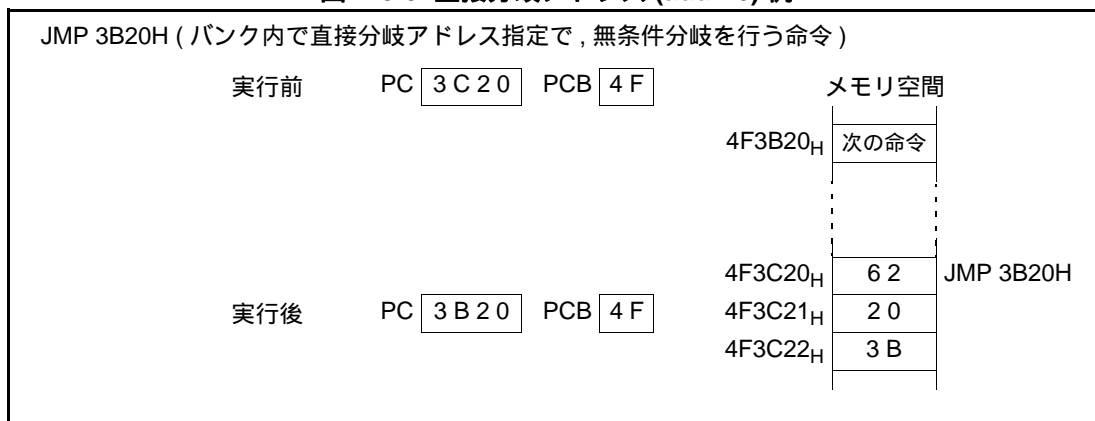 JMP 3B20H ( バンク内で直接分岐アドレス指定で , 無条件分岐を行う命令 )
実行前 PC 3 C 2 0 PCB 4 F メモリ空間
4F3B20H 次の命令
4F3C20H 6 2 JMP 3B20H
実行後 PC 3 B 2 0 PCB 4 F 4F3C21H 2 0
4F3C22H 3 B